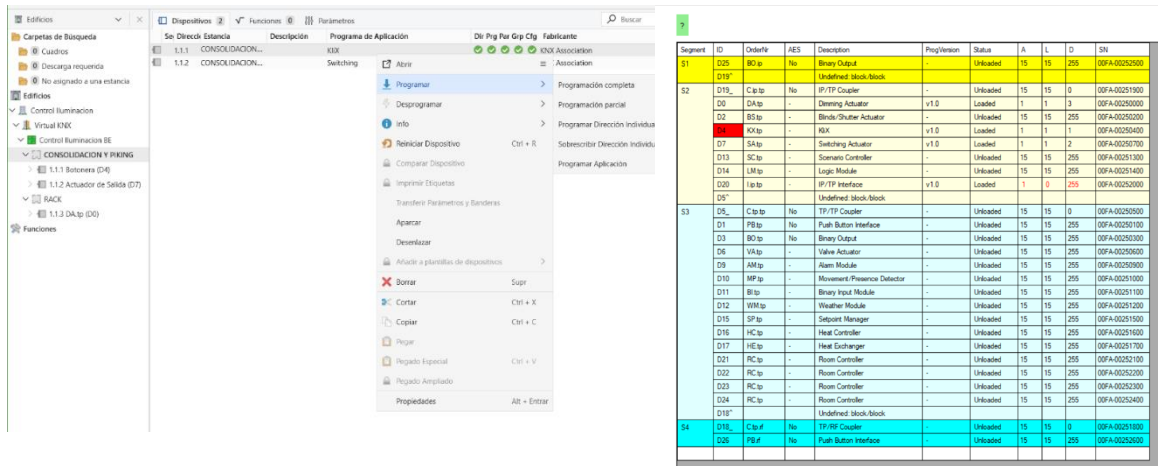 Edificios
Carpetas de Búsqueda
0 Cuadros
0 Descarga requerida
0 No asignado a una estancia
Edificios
Control Iluminacion
Virtual KNX
Control Iluminacion BE
CONSOLIDACION Y PIKING
1.1.1 Botonera (D4)
1.1.2 Actuador de Salida (D7)
RACK
1.1.3 DA.tp (D0)
Funciones
Dispositivos 2 Funciones 0 Parámetros Buscar
Descripción Programa de Aplicación Dir Prg Par Grp Cfg Fabricante
1.1.1 CONSOLIDACION... KliX KNX Association
1.1.2 CONSOLIDACION... Switching Association
Abrir
Programar
Desprogramar
Info
Reiniciar Dispositivo Ctrl + R
Comparar Dispositivo
Imprimir Etiquetas
Transferir Parámetros y Banderas
Aparcar
Desenlazar
Añadir a plantillas de dispositivos
Borrar Supr
Cortar Ctrl + X
Copiar Ctrl + C
Pegar
Pegado Especial Ctrl + V
Pegado Ampliado
Propiedades Alt + Entrar
Programación completa
Programación parcial
Programar Dirección Individua
Sobrescribir Dirección Individu
Programar Aplicación
?
Segment ID OrderNr AES Description ProgVersion Status A L D SN
S1 D25 BO.ip No Binary Output - Unloaded 15 15 255 00FA-00252500
D19^ Undefined: block/block
S2 D19_ C.ip.tp No IP/TP Coupler - Unloaded 15 15 0 00FA-00251900
D0 DA.tp - Dimming Actuator v1.0 Loaded 1 1 3 00FA-00250000
D2 BS.tp - Blinds/Shutter Actuator - Unloaded 15 15 255 00FA-00250200
D4 KX.tp - KliX v1.0 Loaded 1 1 1 00FA-00250400
D7 SA.tp - Switching Actuator v1.0 Loaded 1 1 2 00FA-00250700
D13 SC.tp - Scenario Controller - Unloaded 15 15 255 00FA-00251300
D14 LM.tp - Logic Module - Unloaded 15 15 255 00FA-00251400
D20 I.ip.tp - IP/TP Interface v1.0 Loaded 1 0 255 00FA-00252000
D5^ Undefined: block/block
S3 D5_ C.tp.tp No TP/TP Coupler - Unloaded 15 15 0 00FA-00250500
D1 PB.tp No Push Button Interface - Unloaded 15 15 255 00FA-00250100
D3 BO.tp No Binary Output - Unloaded 15 15 255 00FA-00250300
D6 VA.tp - Valve Actuator - Unloaded 15 15 255 00FA-00250600
D9 AM.tp - Alarm Module - Unloaded 15 15 255 00FA-00250900
D10 MP.tp - Movement/Presence Detector - Unloaded 15 15 255 00FA-00251000
D11 BI.tp - Binary Input Module - Unloaded 15 15 255 00FA-00251100
D12 WM.tp - Weather Module - Unloaded 15 15 255 00FA-00251200
D15 SP.tp - Setpoint Manager - Unloaded 15 15 255 00FA-00251500
D16 HC.tp - Heat Controller - Unloaded 15 15 255 00FA-00251600
D17 HE.tp - Heat Exchanger - Unloaded 15 15 255 00FA-00251700
D21 RC.tp - Room Controller - Unloaded 15 15 255 00FA-00252100
D22 RC.tp - Room Controller - Unloaded 15 15 255 00FA-00252200
D23 RC.tp - Room Controller - Unloaded 15 15 255 00FA-00252300
D24 RC.tp - Room Controller - Unloaded 15 15 255 00FA-00252400
D18^ Undefined: block/block
S4 D18_ C.tp.rf No TP/RF Coupler - Unloaded 15 15 0 00FA-00251800
D26 PB.rf No Push Button Interface - Unloaded 15 15 255 00FA-00252600